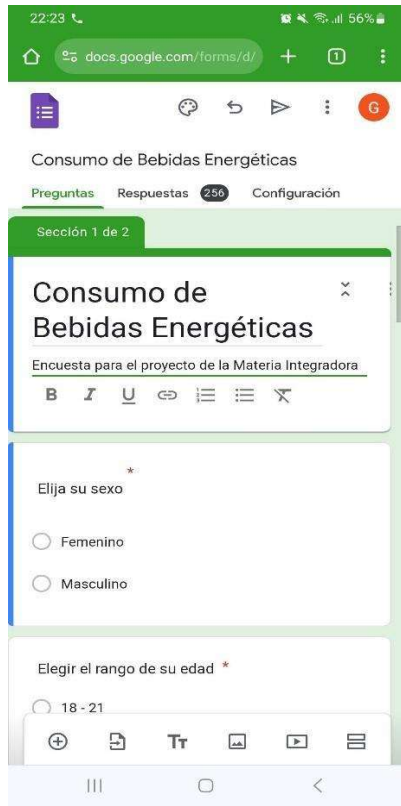 22:23
56%
docs.google.com/forms/d/
1
G
Consumo de Bebidas Energéticas
Preguntas Respuestas 256 Configuración
Sección 1 de 2
Consumo de
Bebidas Energéticas
Encuesta para el proyecto de la Materia Integradora
B I U
Elija su sexo *
Femenino
Masculino
Elegir el rango de su edad *
18 - 21
Tт